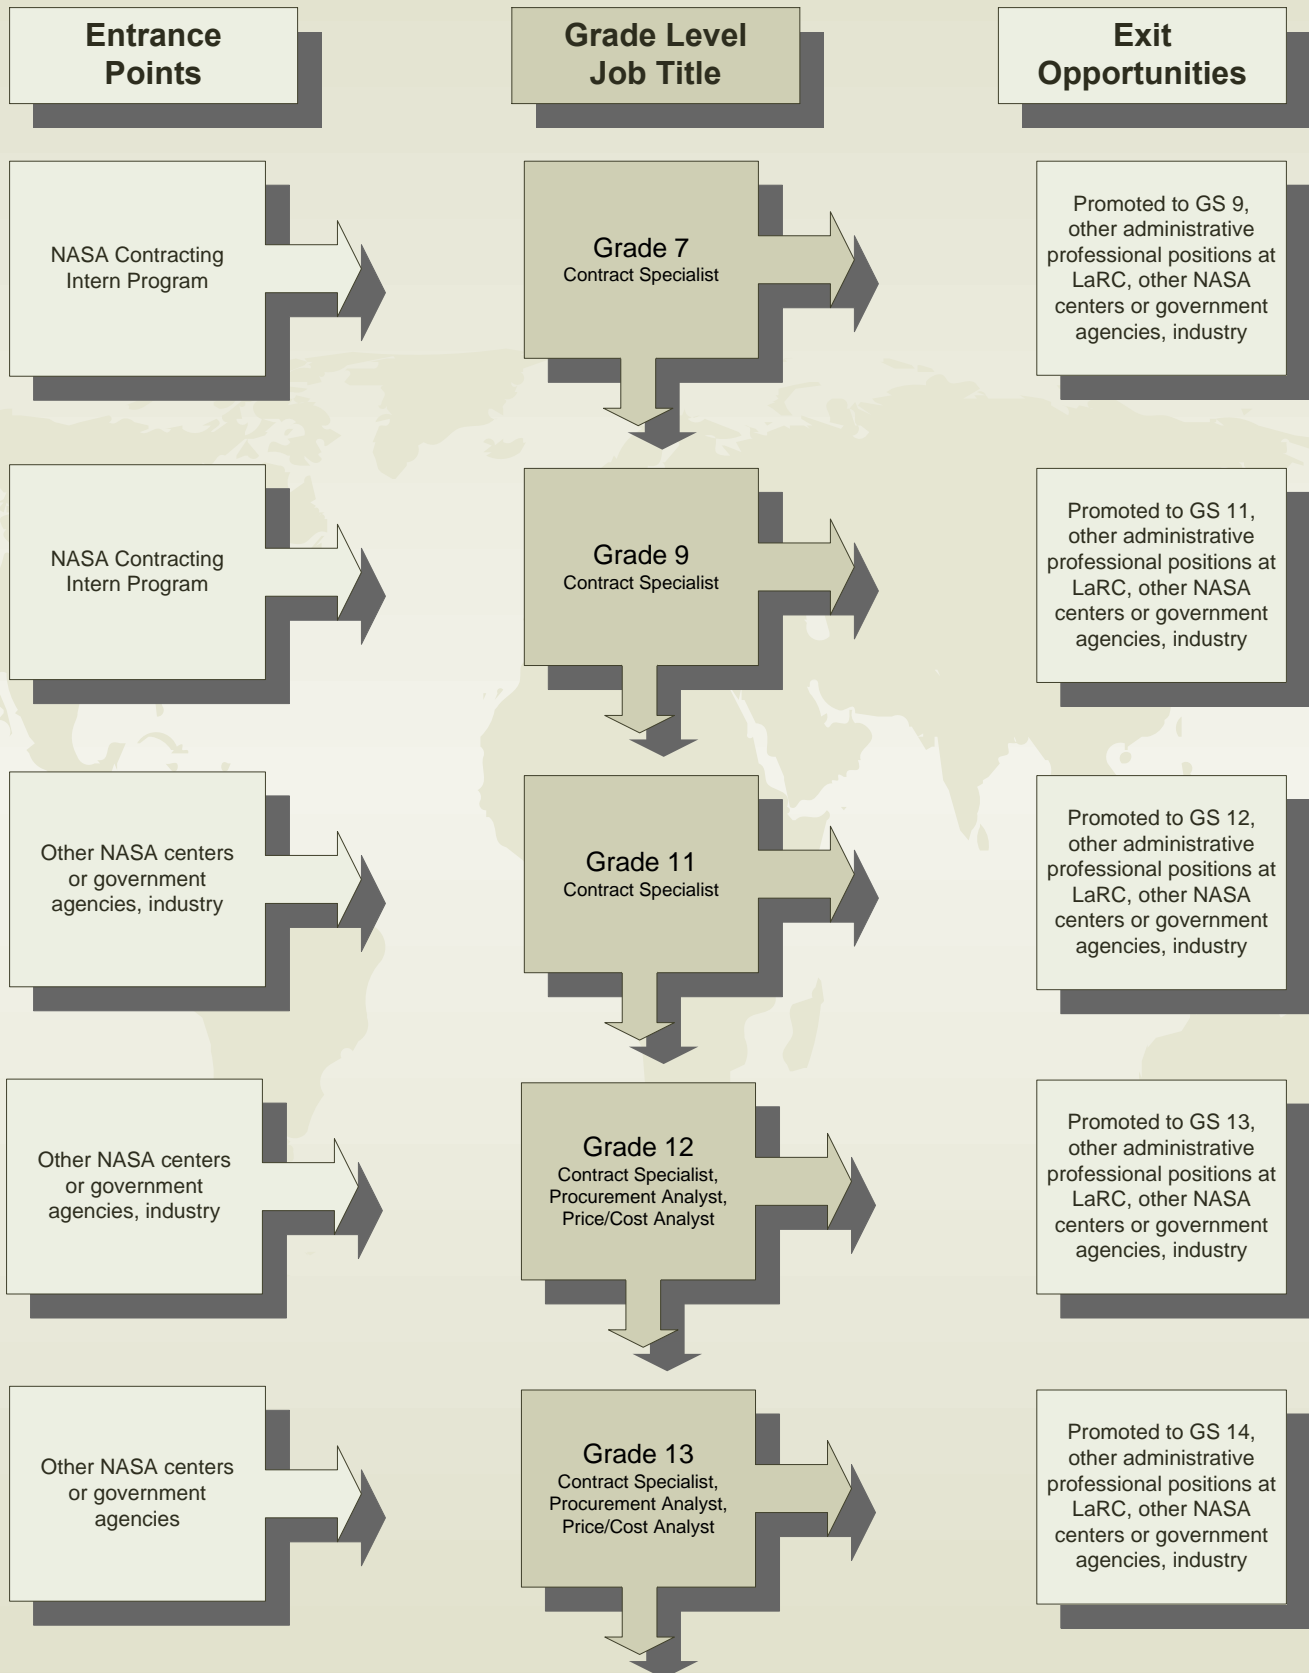 Entrance
Points
Grade Level
Job Title
Exit
Opportunities
NASA Contracting
Intern Program
Grade 7
Contract Specialist
Promoted to GS 9,
other administrative
professional positions at
LaRC, other NASA
centers or government
agencies, industry
NASA Contracting
Intern Program
Grade 9
Contract Specialist
Promoted to GS 11,
other administrative
professional positions at
LaRC, other NASA
centers or government
agencies, industry
Other NASA centers
or government
agencies, industry
Grade 11
Contract Specialist
Promoted to GS 12,
other administrative
professional positions at
LaRC, other NASA
centers or government
agencies, industry
Other NASA centers
or government
agencies, industry
Grade 12
Contract Specialist,
Procurement Analyst,
Price/Cost Analyst
Promoted to GS 13,
other administrative
professional positions at
LaRC, other NASA
centers or government
agencies, industry
Other NASA centers
or government
agencies
Grade 13
Contract Specialist,
Procurement Analyst,
Price/Cost Analyst
Promoted to GS 14,
other administrative
professional positions at
LaRC, other NASA
centers or government
agencies, industry